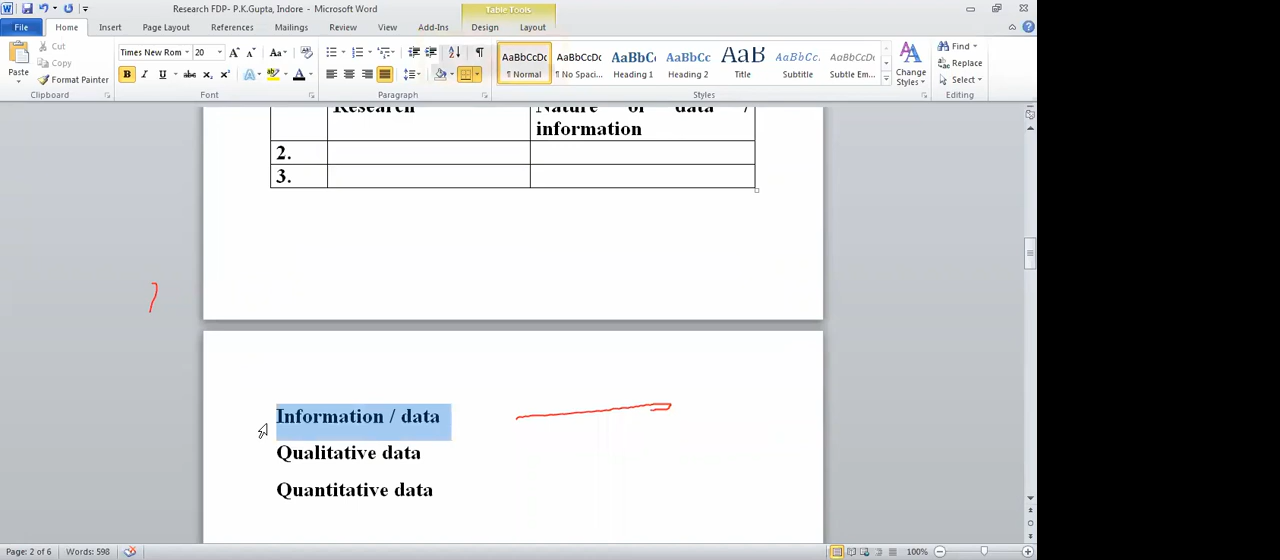 Research FDP- P.K.Gupta, Indore - Microsoft Word
Table Tools
File Home Insert Page Layout References Mailings Review View Add-Ins Design Layout
Paste
Cut
Copy
Format Painter
Clipboard
Times New Rom 20
Font
Paragraph
AaBbCcDc AaBbCcDc AaBbC AaBbCc AaB AaBbCc. AaBbCcDc
¶ Normal ¶ No Spaci... Heading 1 Heading 2 Title Subtitle Subtle Em...
Styles
Change Styles
Find
Replace
Select
Editing
Research Nature of data /
information
2.
3.
Information / data
Qualitative data
Quantitative data
Page: 2 of 6 Words: 598 100%